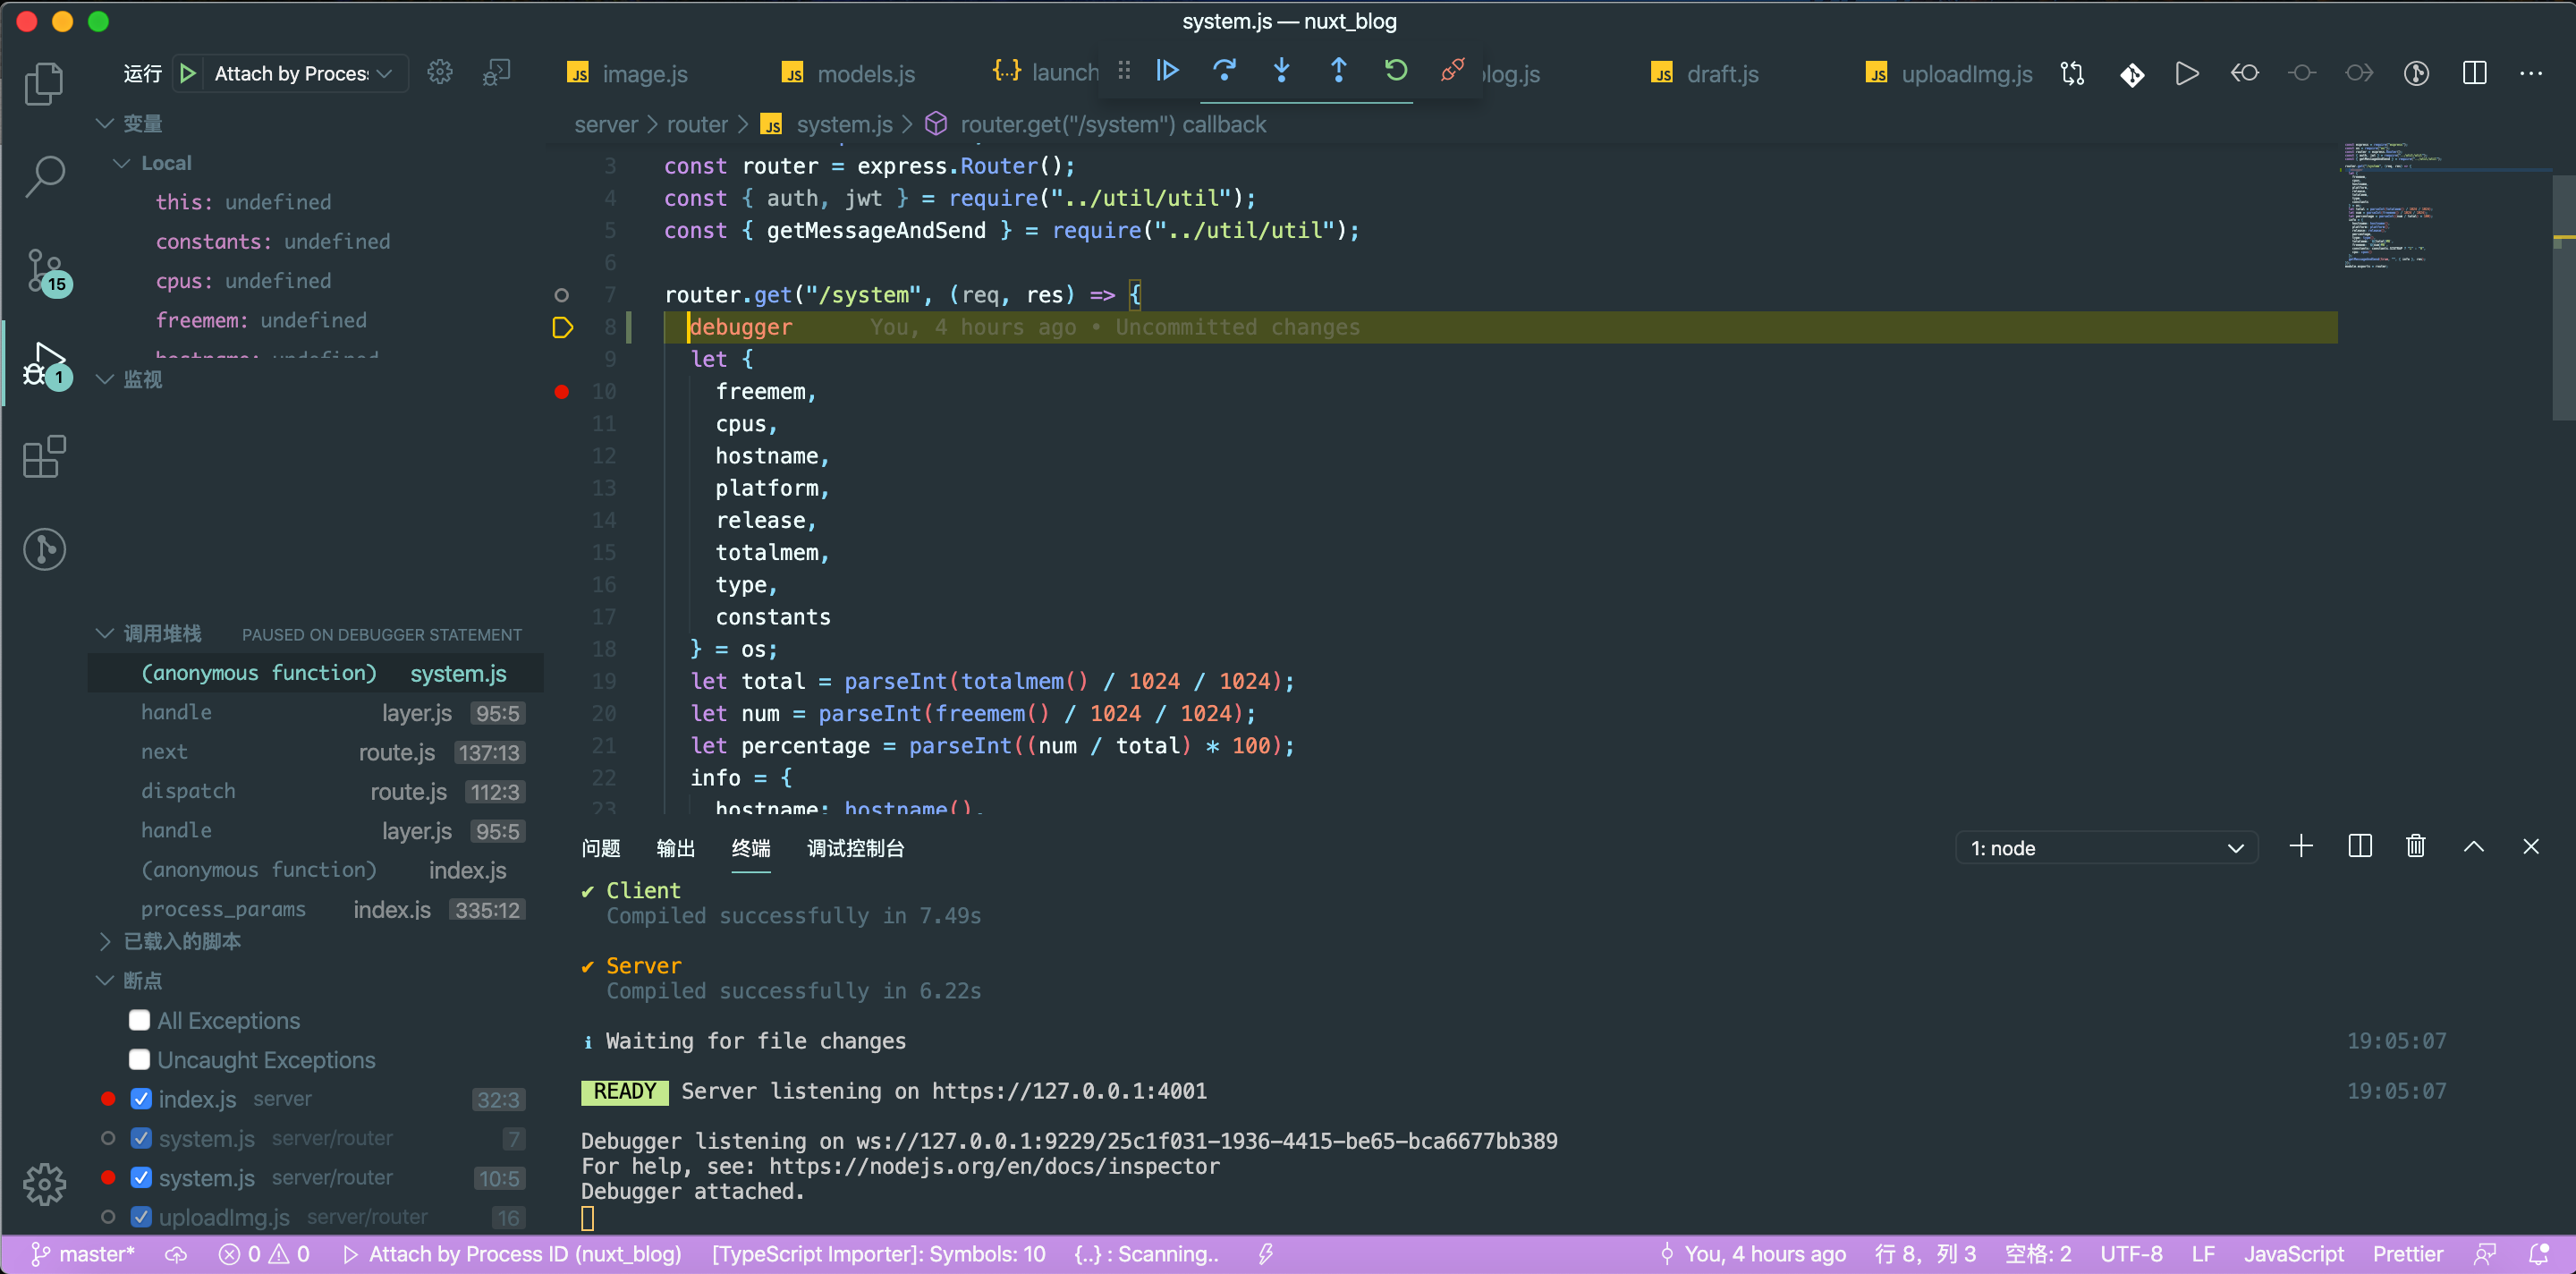 system.js — nuxt_blog
运行 Attach by Proces
image.js
models.js
launch
log.js
draft.js
uploadImg.js
server > router > system.js > router.get("/system") callback
变量
Local
this: undefined
constants: undefined
cpus: undefined
freemem: undefined
hostname: undefined
监视
调用堆栈 PAUSED ON DEBUGGER STATEMENT
(anonymous function) system.js
handle layer.js 95:5
next route.js 137:13
dispatch route.js 112:3
handle layer.js 95:5
(anonymous function) index.js
process_params index.js 335:12
已载入的脚本
断点
All Exceptions
Uncaught Exceptions
index.js server 32:3
system.js server/router 7
system.js server/router 10:5
uploadImg.js server/router 16
3 const router = express.Router();
4 const { auth, jwt } = require("../util/util");
5 const { getMessageAndSend } = require("../util/util");
6
7 router.get("/system", (req, res) => {
8 debugger You, 4 hours ago • Uncommitted changes
9 let {
10 freemem,
11 cpus,
12 hostname,
13 platform,
14 release,
15 totalmem,
16 type,
17 constants
18 } = os;
19 let total = parseInt(totalmem() / 1024 / 1024);
20 let num = parseInt(freemem() / 1024 / 1024);
21 let percentage = parseInt((num / total) * 100);
22 info = {
23 hostname: hostname(),
问题 输出 终端 调试控制台
1: node
✔ Client
Compiled successfully in 7.49s
✔ Server
Compiled successfully in 6.22s
ℹ Waiting for file changes 19:05:07
READY Server listening on https://127.0.0.1:4001 19:05:07
Debugger listening on ws://127.0.0.1:9229/25c1f031-1936-4415-be65-bca6677bb389
For help, see: https://nodejs.org/en/docs/inspector
Debugger attached.
15
1
master* 0 0 Attach by Process ID (nuxt_blog) [TypeScript Importer]: Symbols: 10 {..} : Scanning.. You, 4 hours ago 行 8，列 3 空格: 2 UTF-8 LF JavaScript Prettier